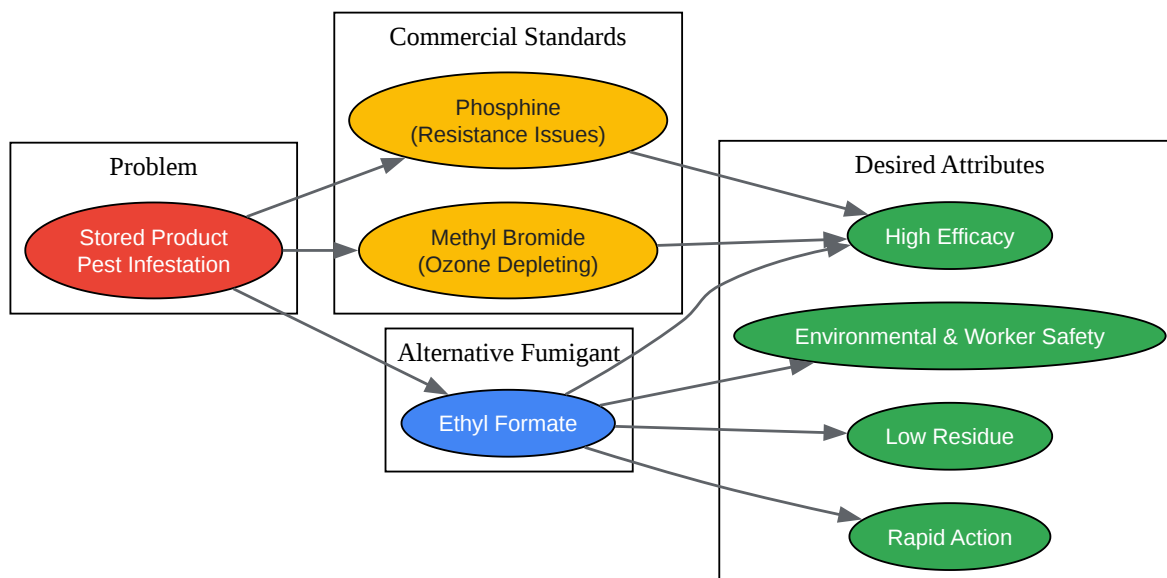 Problem
Stored Product
Pest Infestation
Commercial Standards
Phosphine
(Resistance Issues)
Methyl Bromide
(Ozone Depleting)
Alternative Fumigant
Ethyl Formate
Desired Attributes
High Efficacy
Environmental & Worker Safety
Low Residue
Rapid Action